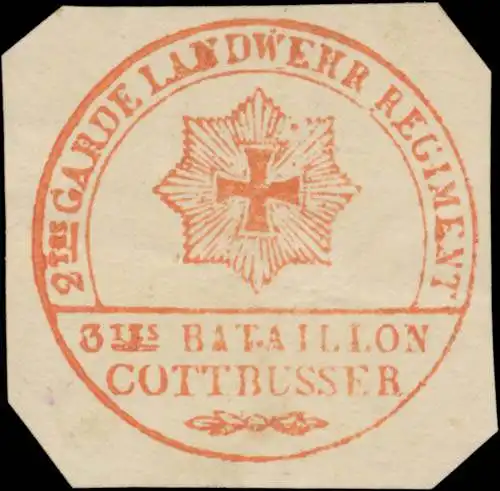 2TES GARDE LANDWEHR REGIMENT
3TES BATAILLON
COTTBUSSER